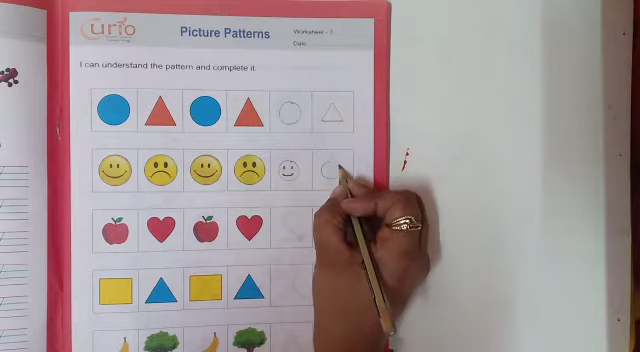 Curio
Picture Patterns
Worksheet - 3
Date
I can understand the pattern and complete it.